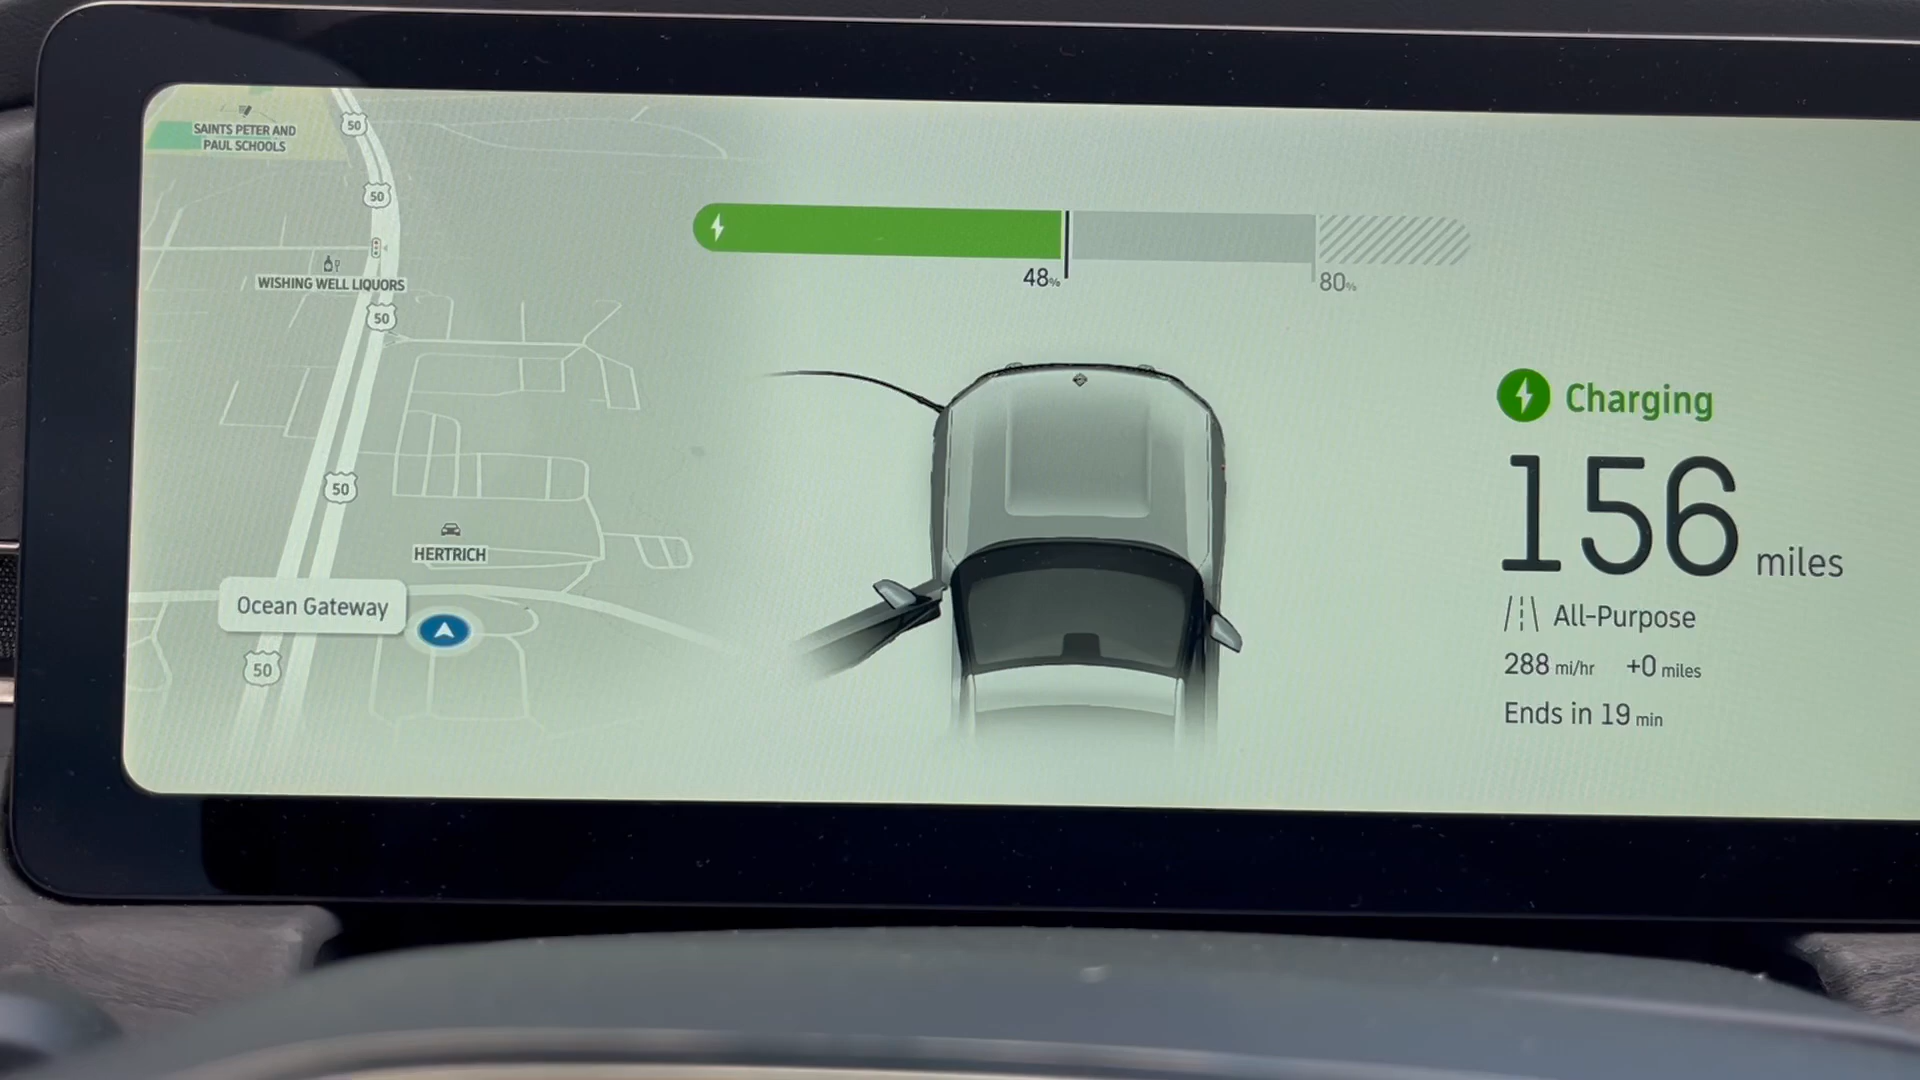 SAINTS PETER AND
PAUL SCHOOLS
50
50
WISHING WELL LIQUORS
50
50
HERTRICH
Ocean Gateway
50
48%
80%
Charging
156 miles
All-Purpose
288 mi/hr +0 miles
Ends in 19 min